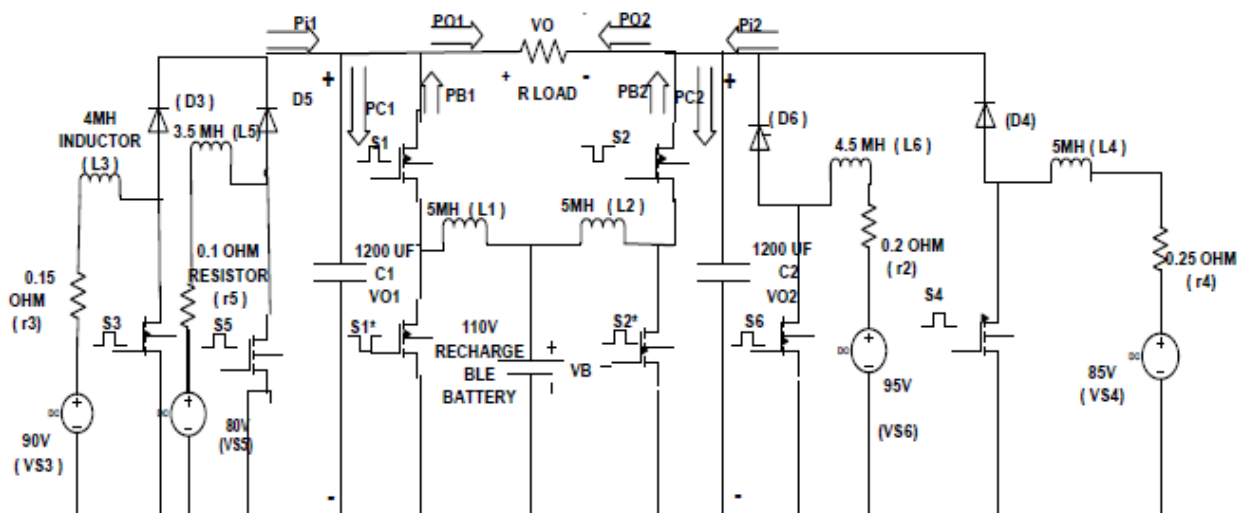 Pi1
PO1
VO
PO2
Pi2
+
+
+
-
R LOAD
(D3)
D5
PC1
PB1
PB2
PC2
4MH
INDUCTOR
( L3 )
3.5 MH (L5)
S1
S2
( D6 )
(D4)
4.5 MH ( L6)
5MH ( L4)
5MH ( L1)
5MH ( L2)
0.1 OHM
RESISTOR
( r5 )
1200 UF
C1
VO1
1200 UF
C2
VO2
0.2 OHM
( r2)
0.25 OHM
( r4)
0.15
OHM
( r3)
S3
S5
S1*
S2*
S6
S4
110V
RECHARGE
BLE
BATTERY
+
VB
-
90V
( VS3 )
80V
(VS5)
95V
(VS6)
85V
( VS4)
-
-